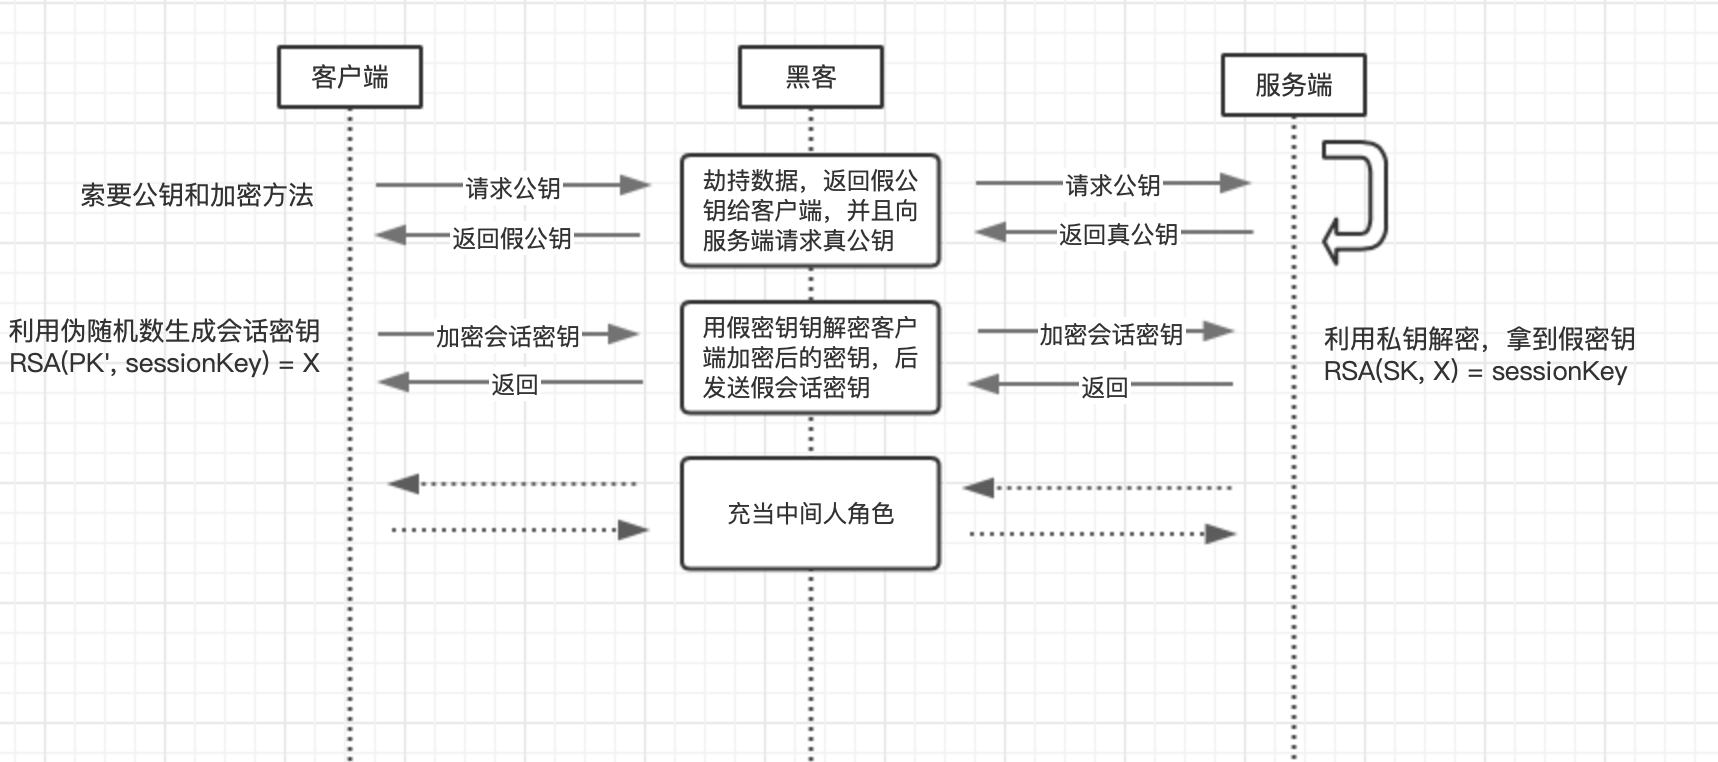 客户端
黑客
服务端
索要公钥和加密方法
请求公钥
返回假公钥
劫持数据，返回假公
钥给客户端，并且向
服务端请求真公钥
请求公钥
返回真公钥
利用伪随机数生成会话密钥
RSA(PK', sessionKey) = X
加密会话密钥
返回
用假密钥钥解密客户
端加密后的密钥，后
发送假会话密钥
加密会话密钥
返回
利用私钥解密，拿到假密钥
RSA(SK, X) = sessionKey
充当中间人角色